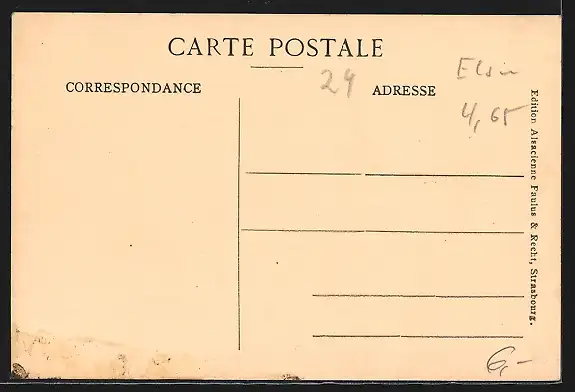 CARTE POSTALE
CORRESPONDANCE
ADRESSE
24
4,65
Edition Alsacienne Faulus & Recht, Strasbourg.
6,-